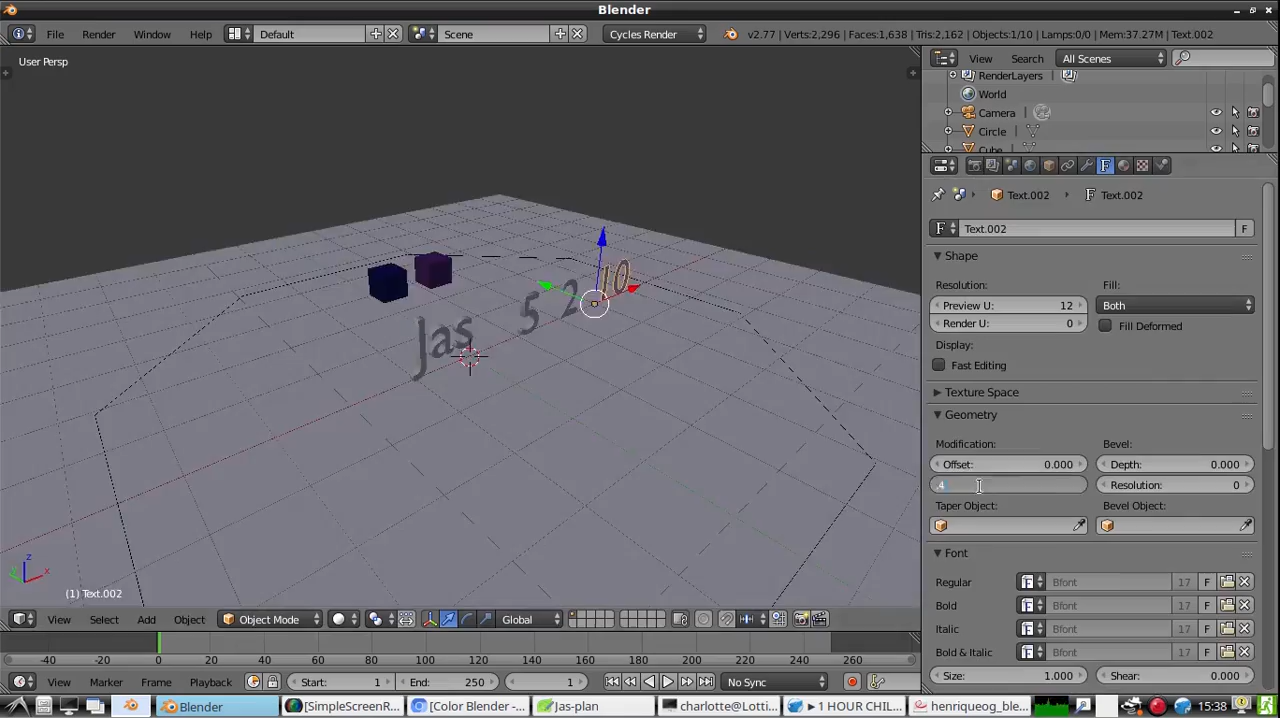 Blender
File Render Window Help Default Scene Cycles Render v2.77 | Verts:2,296 | Faces:1,638 | Tris:2,162 | Objects:1/10 | Lamps:0/0 | Mem:37.27M | Text.002
User Persp
View Search All Scenes
RenderLayers
World
Camera
Circle
Cube
Text.002 Text.002
F Text.002 F
Shape
Resolution: Fill:
Preview U: 12 Both
Render U: 0 Fill Deformed
Display:
Fast Editing
Texture Space
Geometry
Modification: Bevel:
Offset: 0.000 Depth: 0.000
.4 Resolution: 0
Taper Object: Bevel Object:
Font
Regular F Bfont 17 F
Bold F Bfont 17 F
Italic F Bfont 17 F
Bold & Italic F Bfont 17 F
Size: 1.000 Shear: 0.000
Jas 5 2 10
z
y x
(1) Text.002
View Select Add Object Object Mode Global
-40 -20 0 20 40 60 80 100 120 140 160 180 200 220 240 260
View Marker Frame Playback Start: 1 End: 250 1 No Sync
Blender [SimpleScreenR... [Color Blender -... Jas-plan charlotte@Lotti... 1 HOUR CHIL... henriqueog_ble... 15:38